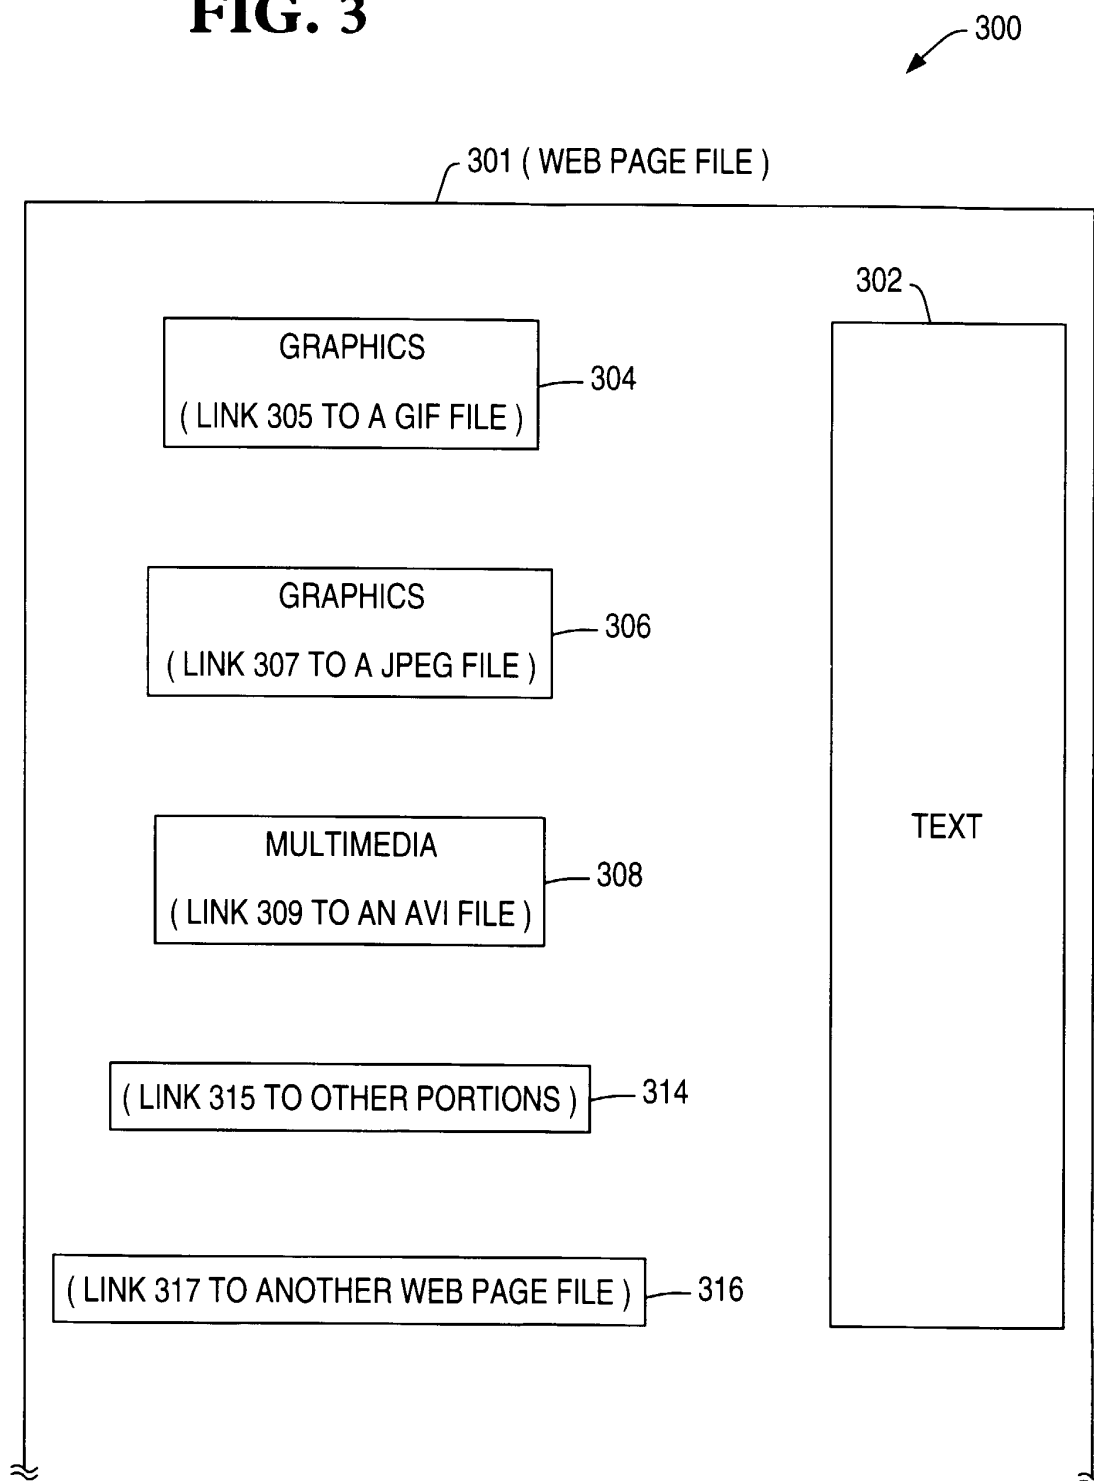 FIG. 3
300
301 ( WEB PAGE FILE )
302
GRAPHICS
( LINK 305 TO A GIF FILE )
304
GRAPHICS
( LINK 307 TO A JPEG FILE )
306
MULTIMEDIA
( LINK 309 TO AN AVI FILE )
308
TEXT
( LINK 315 TO OTHER PORTIONS )
314
( LINK 317 TO ANOTHER WEB PAGE FILE )
316